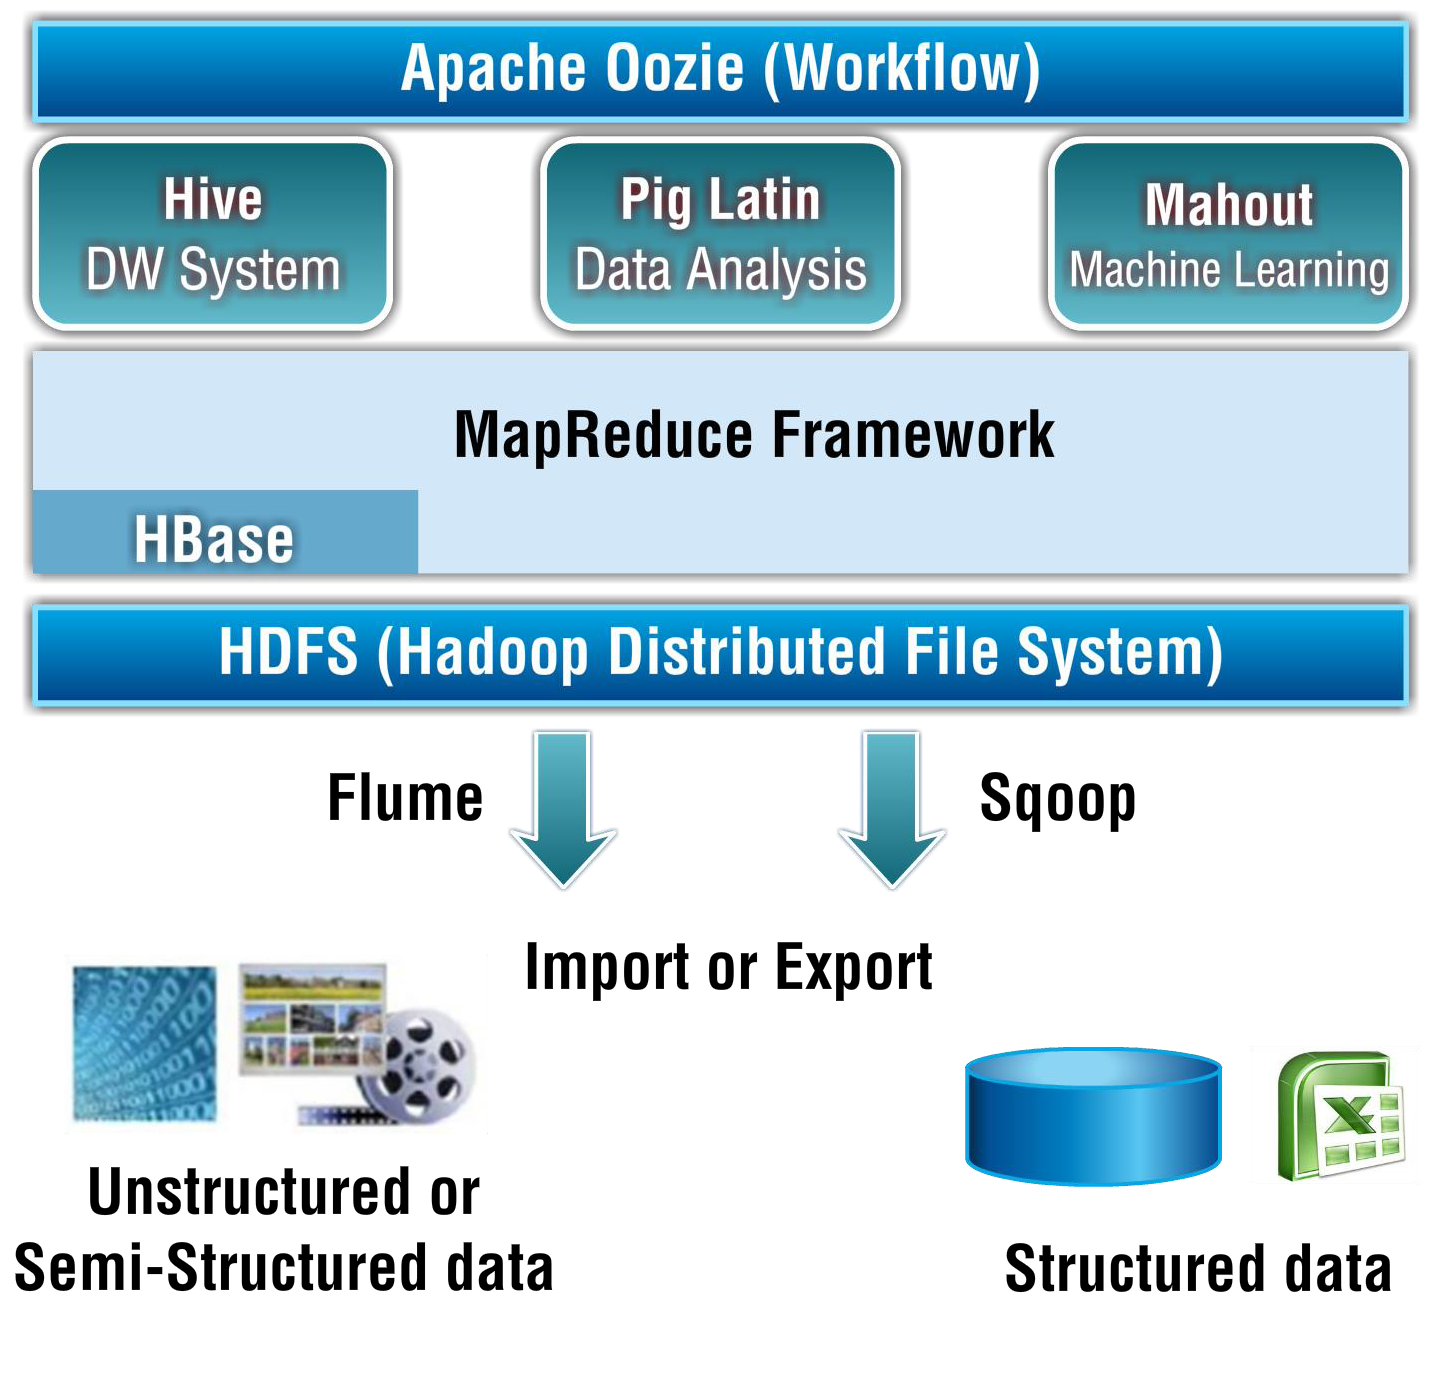 Apache Oozie (Workflow)
Hive
DW System
Pig Latin
Data Analysis
Mahout
Machine Learning
MapReduce Framework
HBase
HDFS (Hadoop Distributed File System)
Flume
Sqoop
Import or Export
Unstructured or
Semi-Structured data
Structured data